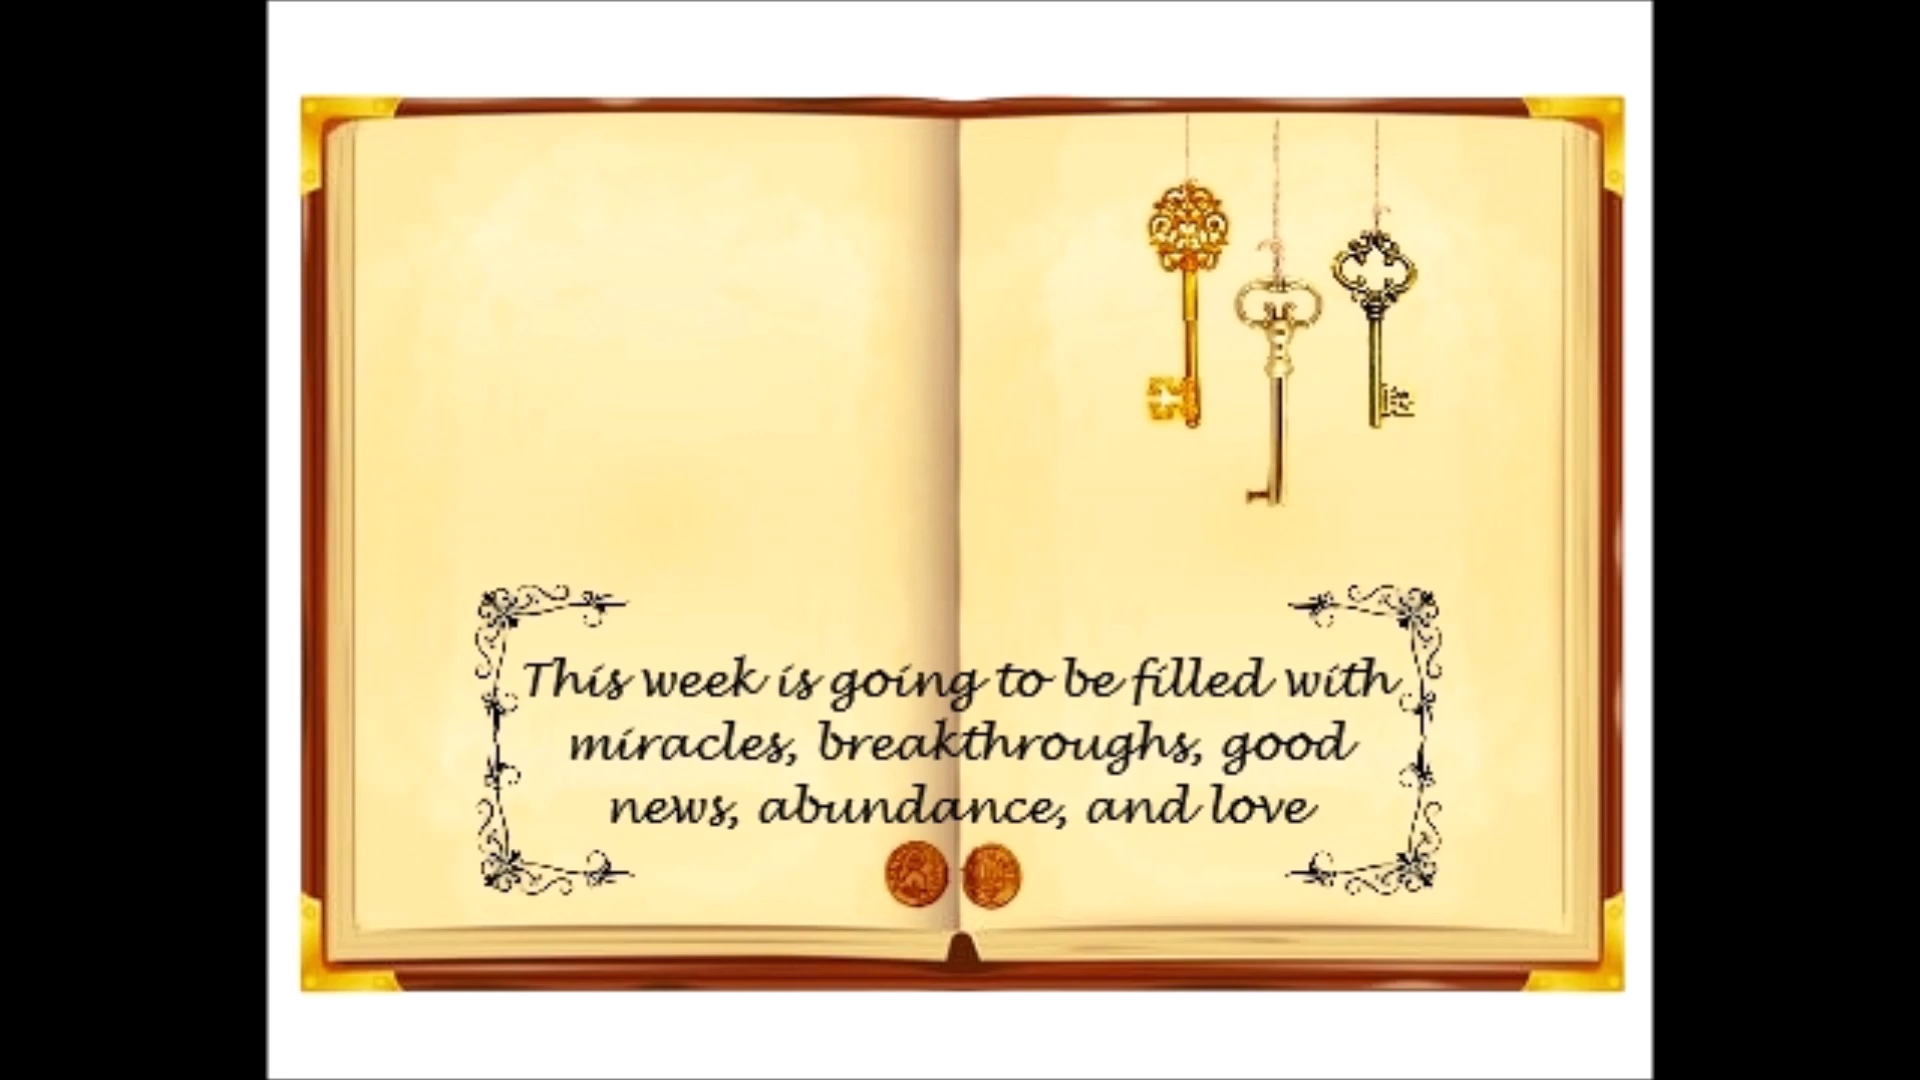 This week is going to be filled with
miracles, breakthroughs, good
news, abundance, and love